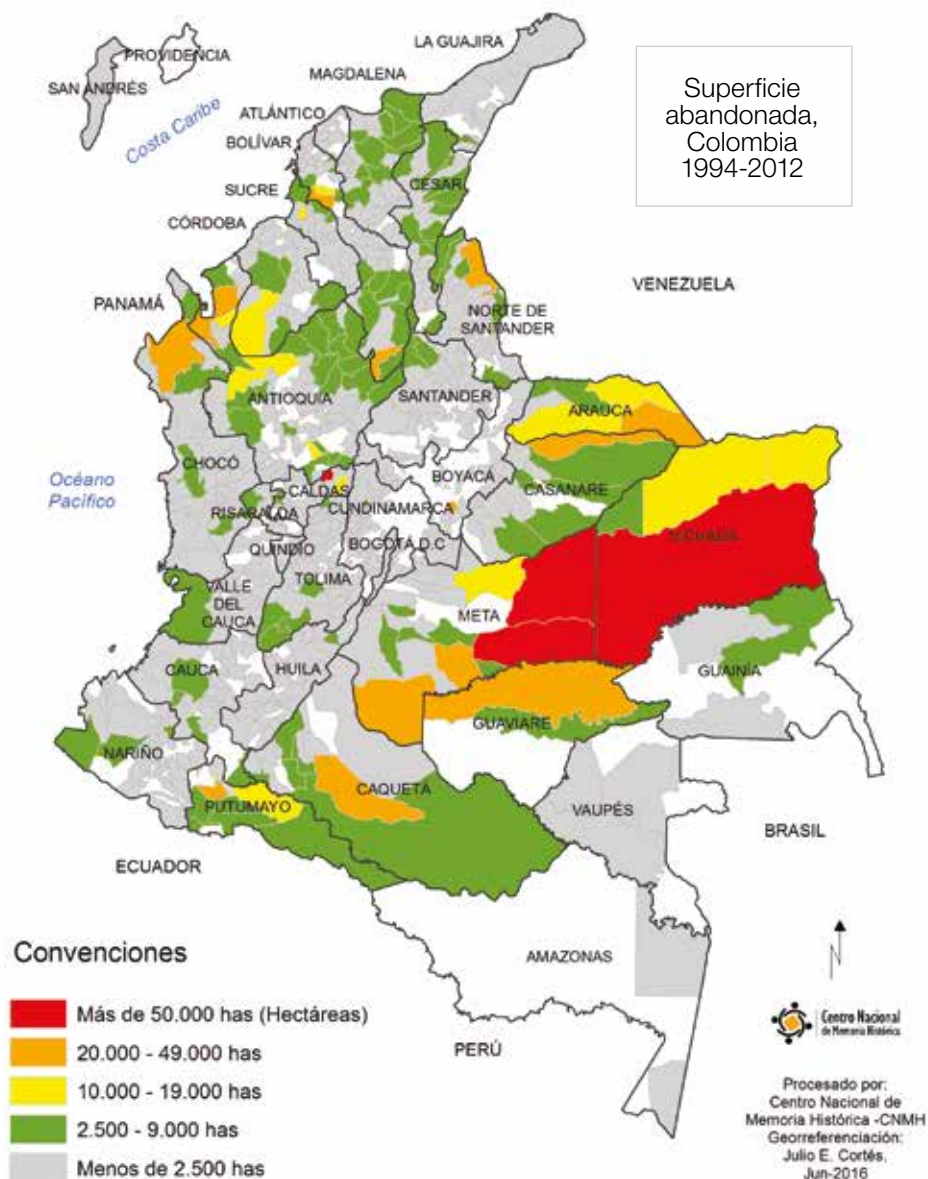 LA GUAJIRA
PROVIDENCIA
SAN ANDRÉS
MAGDALENA
Costa Caribe
ATLÁNTICO
BOLÍVAR
Superficie
abandonada,
Colombia
1994-2012
SUCRE
CESAR
CÓRDOBA
VENEZUELA
PANAMÁ
NORTE DE
SANTANDER
ANTIOQUIA
SANTANDER
ARAUCA
CHOCÓ
Océano
Pacífico
BOYACÁ
CASANARE
CALDAS
RISARALDA
CUNDINAMARCA
VICHADA
QUINDÍO
BOGOTÁ D.C
TOLIMA
VALLE
DEL
CAUCA
META
HUILA
CAUCA
GUAINÍA
GUAVIARE
NARIÑO
CAQUETA
PUTUMAYO
VAUPÉS
BRASIL
ECUADOR
AMAZONAS
PERÚ
Convenciones
Más de 50.000 has (Hectáreas)
20.000 - 49.000 has
10.000 - 19.000 has
2.500 - 9.000 has
Menos de 2.500 has
N
Centro Nacional
de Memoria Histórica
Procesado por:
Centro Nacional de
Memoria Histórica -CNMH
Georreferenciación:
Julio E. Cortés.
Jun-2016